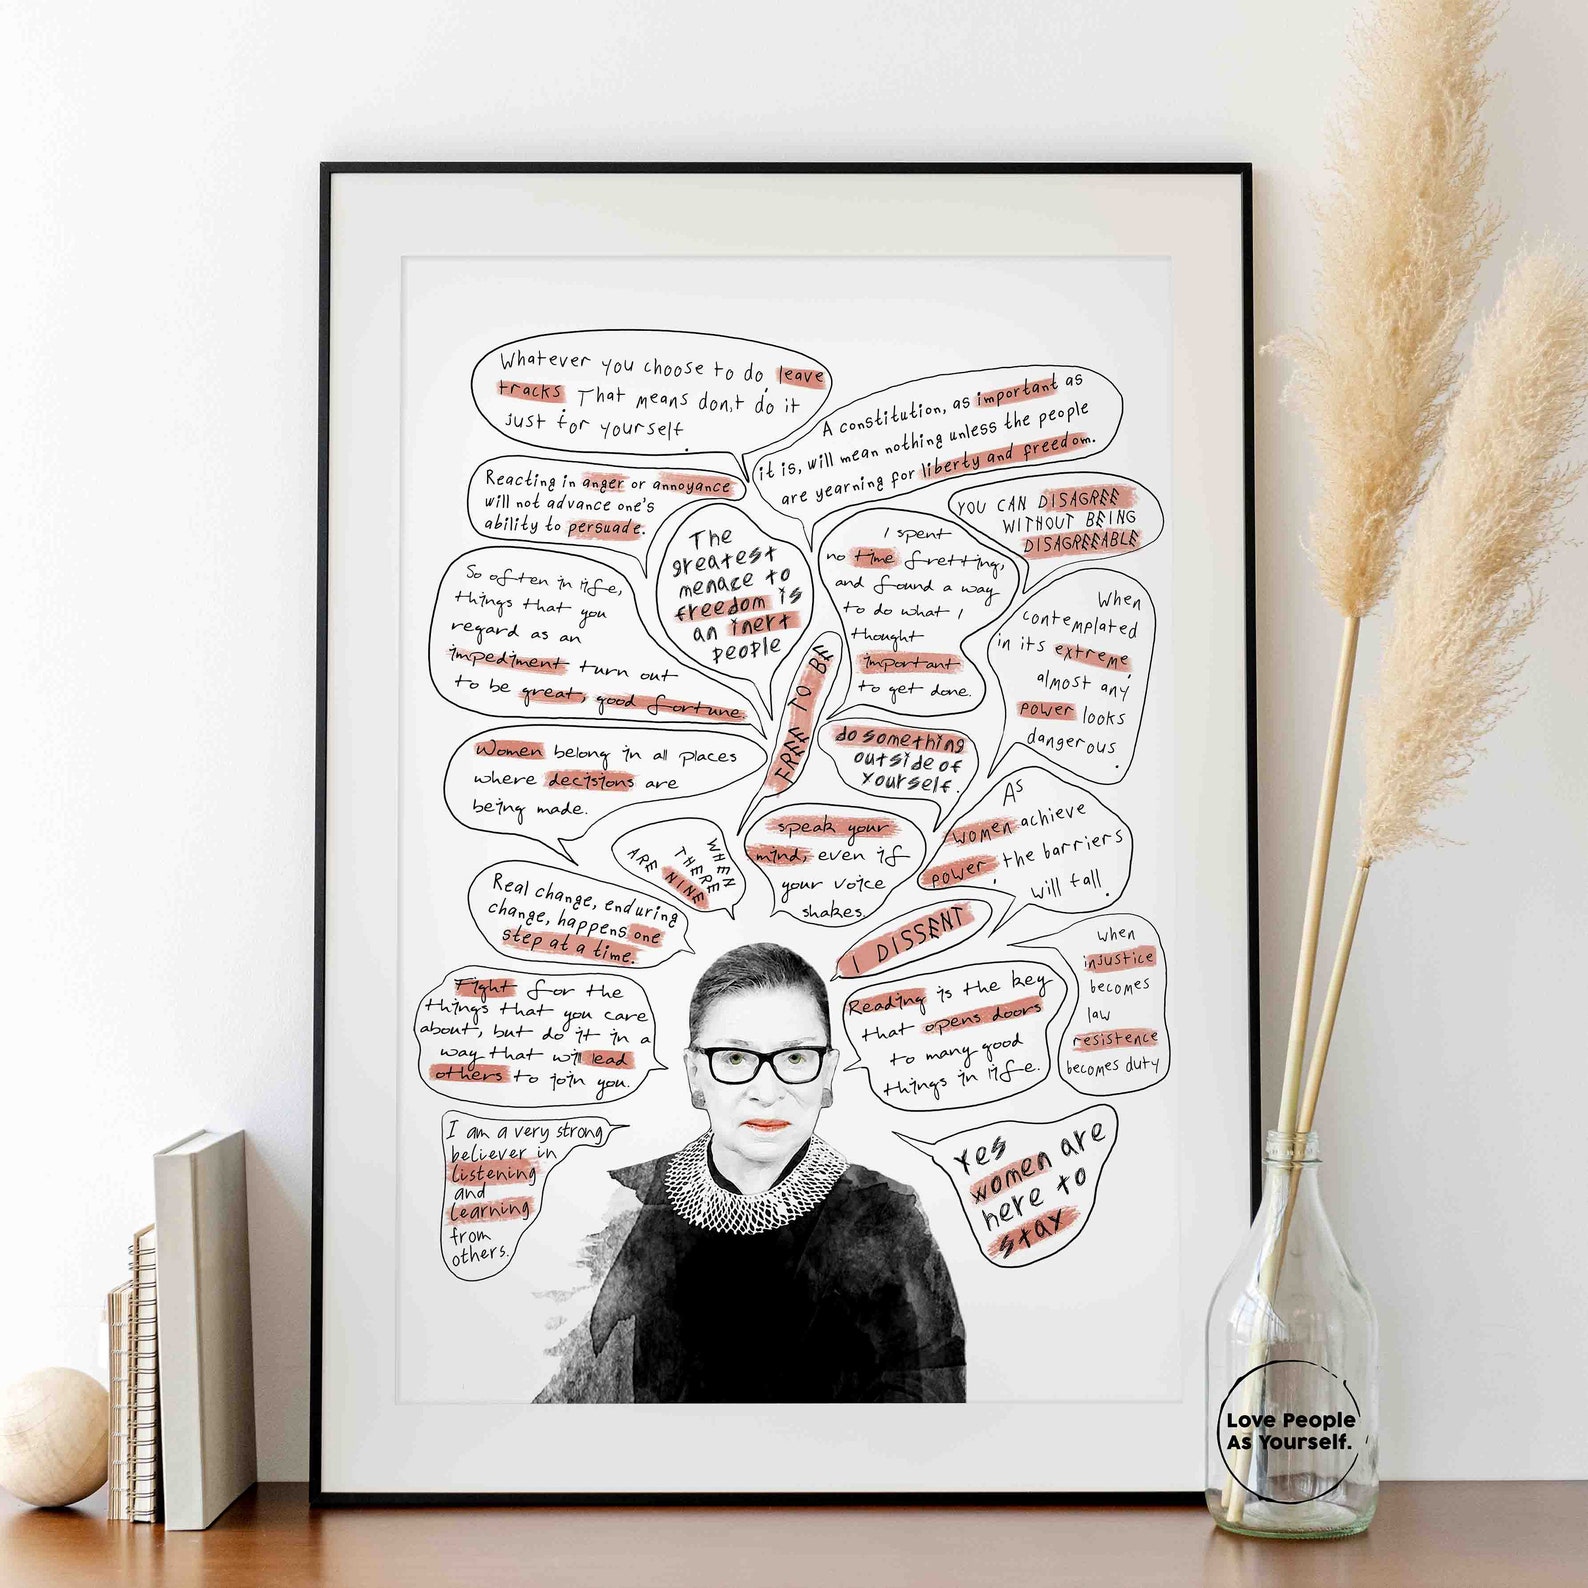 Whatever you choose to do, leave
tracks. That means don,t do it
just for yourself.
A constitution, as important as
it is, will mean nothing unless the people
are yearning for liberty and freedom.
Reacting in anger or annoyance
will not advance one's
ability to persuade.
YOU CAN DISAGREE
WITHOUT BEING
DISAGREEABLE
The
greatest
menace to
freedom is
an inert
people
I spent
no time fretting,
and found a way
to do what I
thought
important
to get done.
So often in life,
things that you
regard as an
impediment turn out
to be great, good fortune.
When
contemplated
in its extreme,
almost any
power looks
dangerous.
FREE TO BE
do something
outside of
yourself.
Women belong in all places
where decisions are
being made.
As
women achieve
power, the barriers
will fall.
WHEN
THERE
ARE NINE
speak your
mind, even if
your voice
shakes.
Real change, enduring
change, happens one
step at a time.
I DISSENT
when
injustice
becomes
law
resistence
becomes duty
Fight for the
things that you care
about, but do it in a
way that will lead
others to join you.
Reading is the key
that opens doors
to many good
things in life.
I am a very strong
believer in
listening
and
learning
from
others.
Yes
women are
here to
stay
Love People
As Yourself.